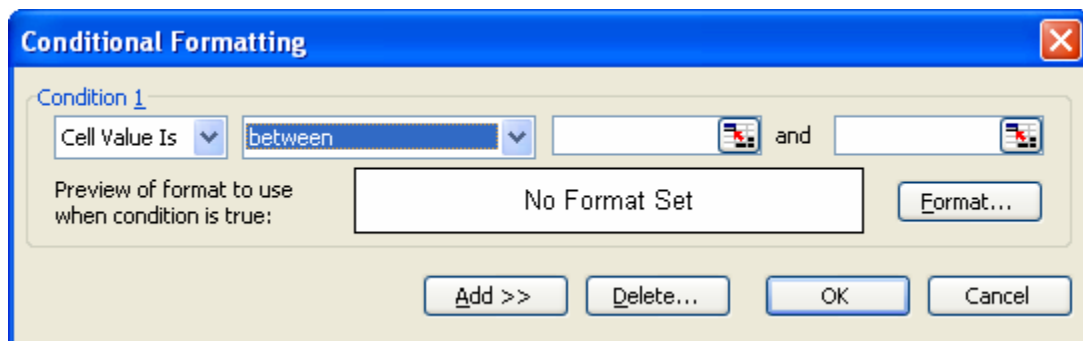 Conditional Formatting
Condition 1
Cell Value Is between and
Preview of format to use
when condition is true:
No Format Set
Format...
Add >> Delete... OK Cancel